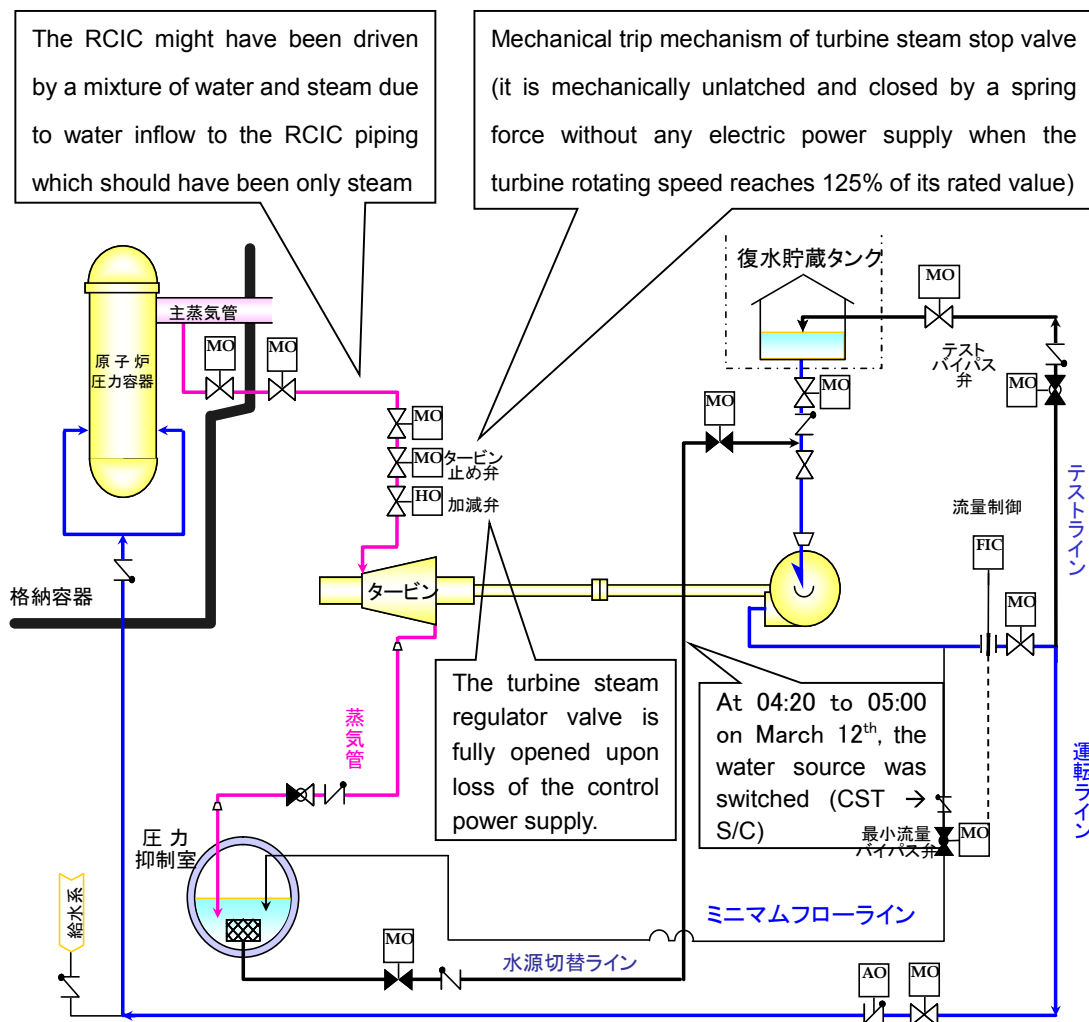 The RCIC might have been driven
by a mixture of water and steam due
to water inflow to the RCIC piping
which should have been only steam
Mechanical trip mechanism of turbine steam stop valve
(it is mechanically unlatched and closed by a spring
force without any electric power supply when the
turbine rotating speed reaches 125% of its rated value)
復水貯蔵タンク
MO
主蒸気管
MO
MO
原子炉
圧力容器
テスト
バイパス
弁
MO
MO
MO
MO
MO
タービン
止め弁
HO
加減弁
テストライン
流量制御
FIC
格納容器
タービン
MO
The turbine steam
regulator valve is
fully opened upon
loss of the control
power supply.
At 04:20 to 05:00
on March 12th, the
water source was
switched (CST →
S/C)
蒸気管
運転ライン
圧力
抑制室
最小流量
バイパス弁
MO
ミニマムフローライン
給水系
MO
水源切替ライン
AO
MO